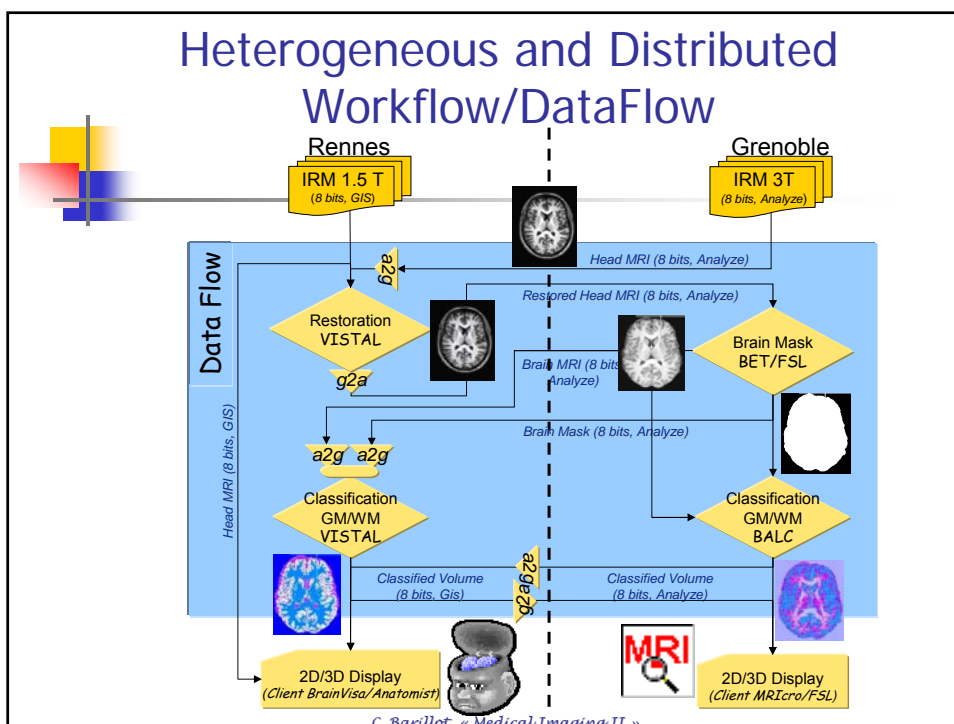 Heterogeneous and Distributed
Workflow/DataFlow
Rennes
Grenoble
IRM 1.5 T
(8 bits, GIS)
IRM 3T
(8 bits, Analyze)
Data Flow
a2g
Head MRI (8 bits, Analyze)
Restored Head MRI (8 bits, Analyze)
Restoration
VISTAL
g2a
Brain Mask
BET/FSL
Brain MRI (8 bits,
Analyze)
Brain Mask (8 bits, Analyze)
Head MRI (8 bits, GIS)
a2g
a2g
Classification
GM/WM
VISTAL
Classification
GM/WM
BALC
a2g
Classified Volume
(8 bits, Gis)
Classified Volume
(8 bits, Analyze)
MRI
2D/3D Display
(Client BrainVisa/Anatomist)
2D/3D Display
(Client MRIcro/FSL)
C. Barillot « Medical Imaging II »